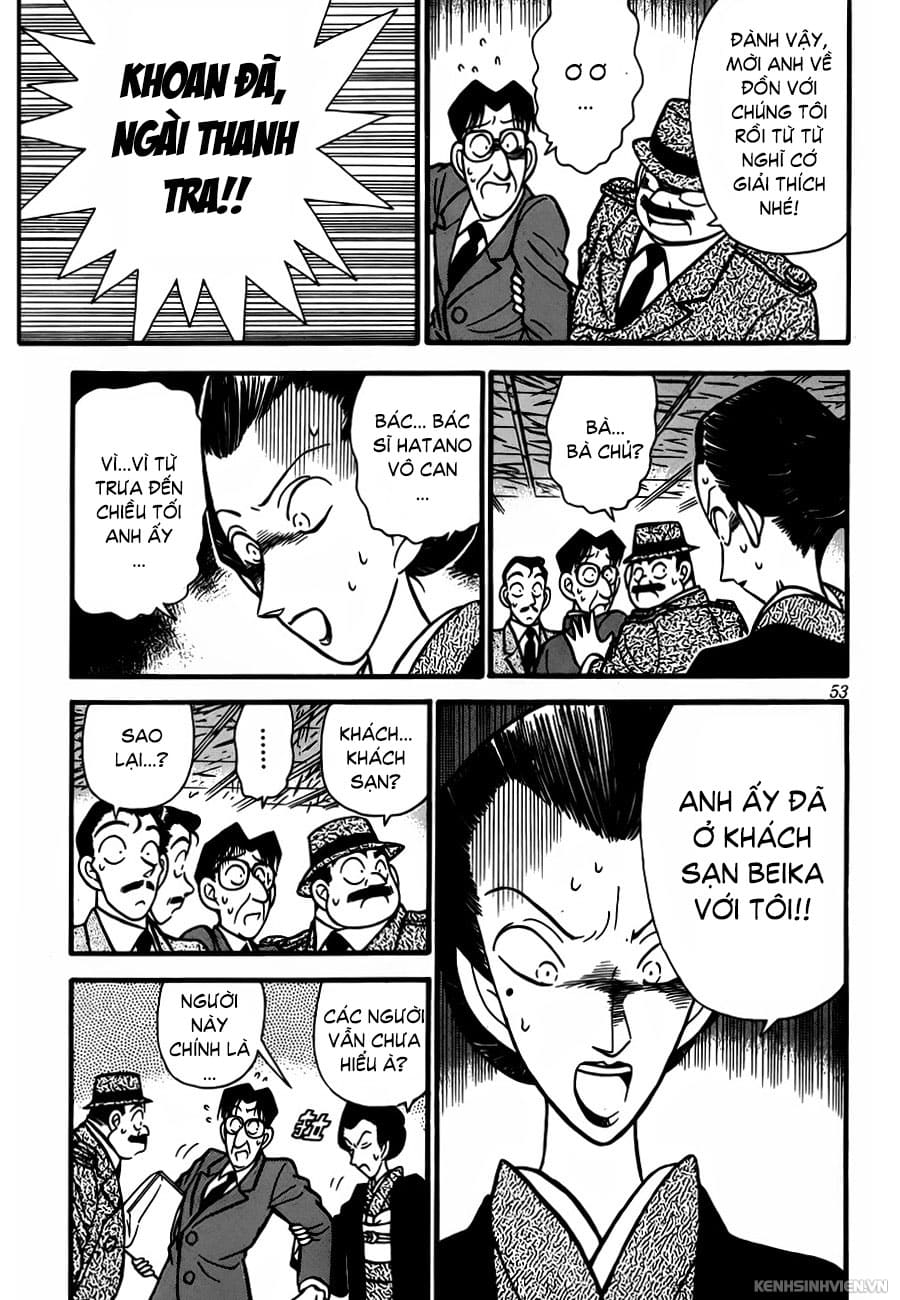 ĐÀNH VẬY,
MỜI ANH VỀ
ĐỒN VỚI
CHÚNG TÔI
RỒI TỪ TỪ
NGHĨ CỚ
GIẢI THÍCH
NHÉ!
Ơ Ơ
...
KHOAN ĐÃ,
NGÀI THANH
TRA!!
BÀ...
BÀ CHỦ?
BÁC... BÁC
SĨ HATANO
VÔ CAN
...
VÌ...VÌ TỪ
TRƯA ĐẾN
CHIỀU TỐI
ANH ẤY
...
53
ANH ẤY ĐÃ
Ở KHÁCH
SẠN BEIKA
VỚI TÔI!!
KHÁCH...
KHÁCH
SẠN?
......
SAO
LẠI...?
CÁC NGƯỜI
VẪN CHƯA
HIỂU À?
NGƯỜI
NÀY
CHÍNH LÀ
...
KENHSINHVIEN.VN